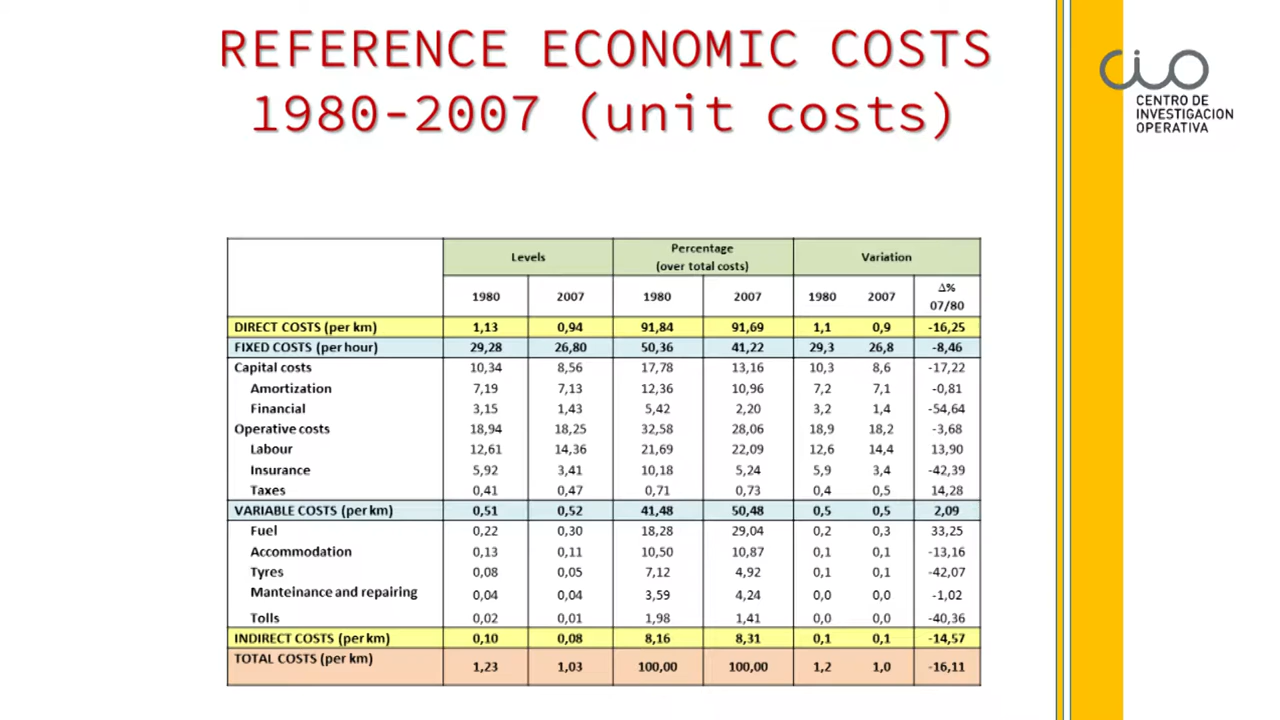 REFERENCE ECONOMIC COSTS
1980-2007 (unit costs)
CIO
CENTRO DE
INVESTIGACION
OPERATIVA
Levels Percentage (over total costs) Variation
1980 2007 1980 2007 1980 2007 Δ% 07/80
DIRECT COSTS (per km) 1,13 0,94 91,84 91,69 1,1 0,9 -16,25
FIXED COSTS (per hour) 29,28 26,80 50,36 41,22 29,3 26,8 -8,46
Capital costs 10,34 8,56 17,78 13,16 10,3 8,6 -17,22
Amortization 7,19 7,13 12,36 10,96 7,2 7,1 -0,81
Financial 3,15 1,43 5,42 2,20 3,2 1,4 -54,64
Operative costs 18,94 18,25 32,58 28,06 18,9 18,2 -3,68
Labour 12,61 14,36 21,69 22,09 12,6 14,4 13,90
Insurance 5,92 3,41 10,18 5,24 5,9 3,4 -42,39
Taxes 0,41 0,47 0,71 0,73 0,4 0,5 14,28
VARIABLE COSTS (per km) 0,51 0,52 41,48 50,48 0,5 0,5 2,09
Fuel 0,22 0,30 18,28 29,04 0,2 0,3 33,25
Accommodation 0,13 0,11 10,50 10,87 0,1 0,1 -13,16
Tyres 0,08 0,05 7,12 4,92 0,1 0,1 -42,07
Manteinance and repairing 0,04 0,04 3,59 4,24 0,0 0,0 -1,02
Tolls 0,02 0,01 1,98 1,41 0,0 0,0 -40,36
INDIRECT COSTS (per km) 0,10 0,08 8,16 8,31 0,1 0,1 -14,57
TOTAL COSTS (per km) 1,23 1,03 100,00 100,00 1,2 1,0 -16,11